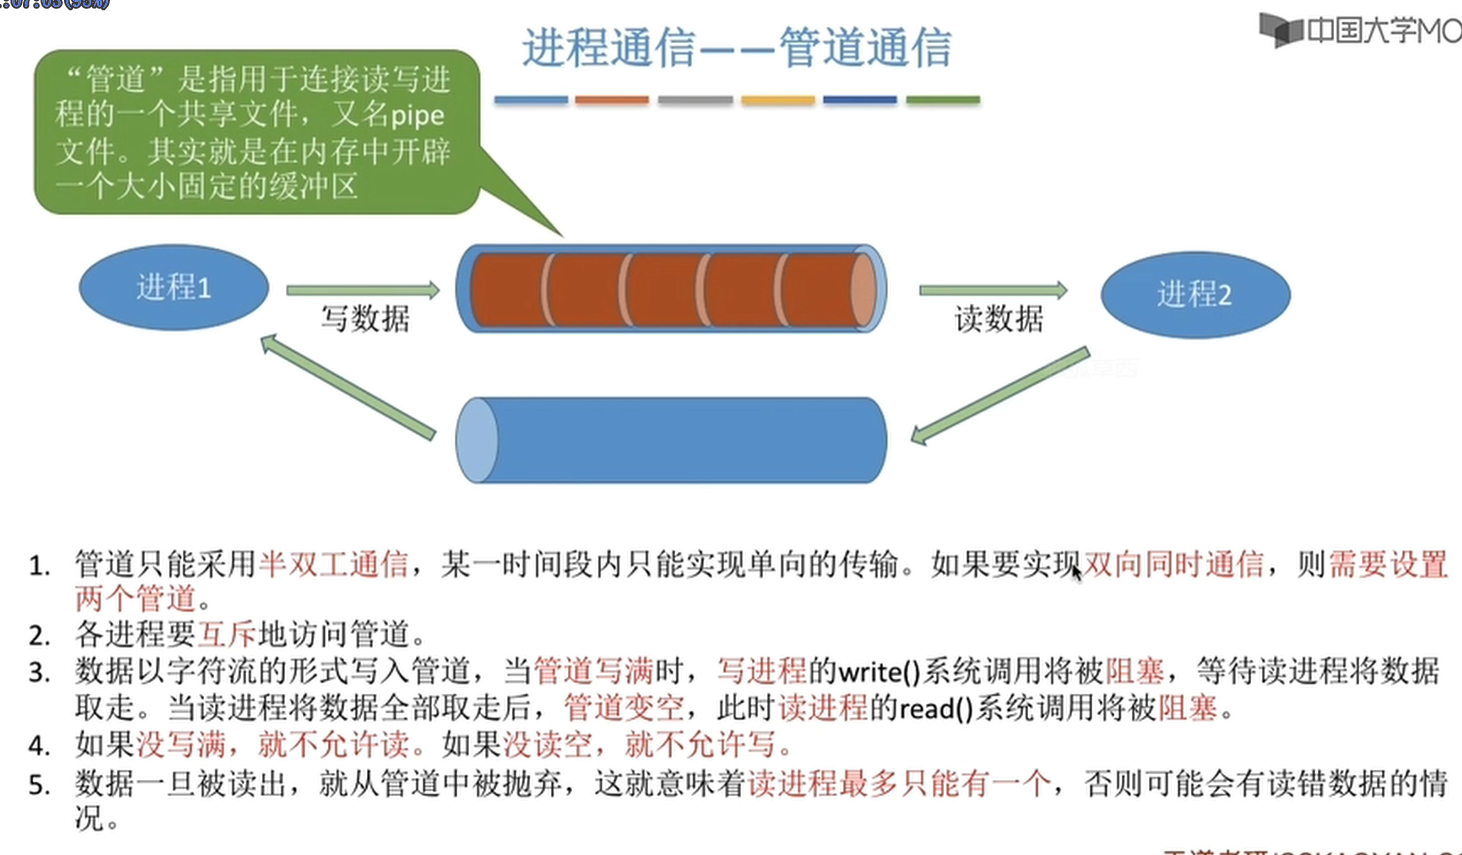 :07:05(95%)
中国大学MO
进程通信——管道通信
“管道”是指用于连接读写进
程的一个共享文件，又名pipe
文件。其实就是在内存中开辟
一个大小固定的缓冲区
进程1
写数据
读数据
进程2
1. 管道只能采用半双工通信，某一时间段内只能实现单向的传输。如果要实现双向同时通信，则需要设置
两个管道。
2. 各进程要互斥地访问管道。
3. 数据以字符流的形式写入管道，当管道写满时，写进程的write()系统调用将被阻塞，等待读进程将数据
取走。当读进程将数据全部取走后，管道变空，此时读进程的read()系统调用将被阻塞。
4. 如果没写满，就不允许读。如果没读空，就不允许写。
5. 数据一旦被读出，就从管道中被抛弃，这就意味着读进程最多只能有一个，否则可能会有读错数据的情
况。